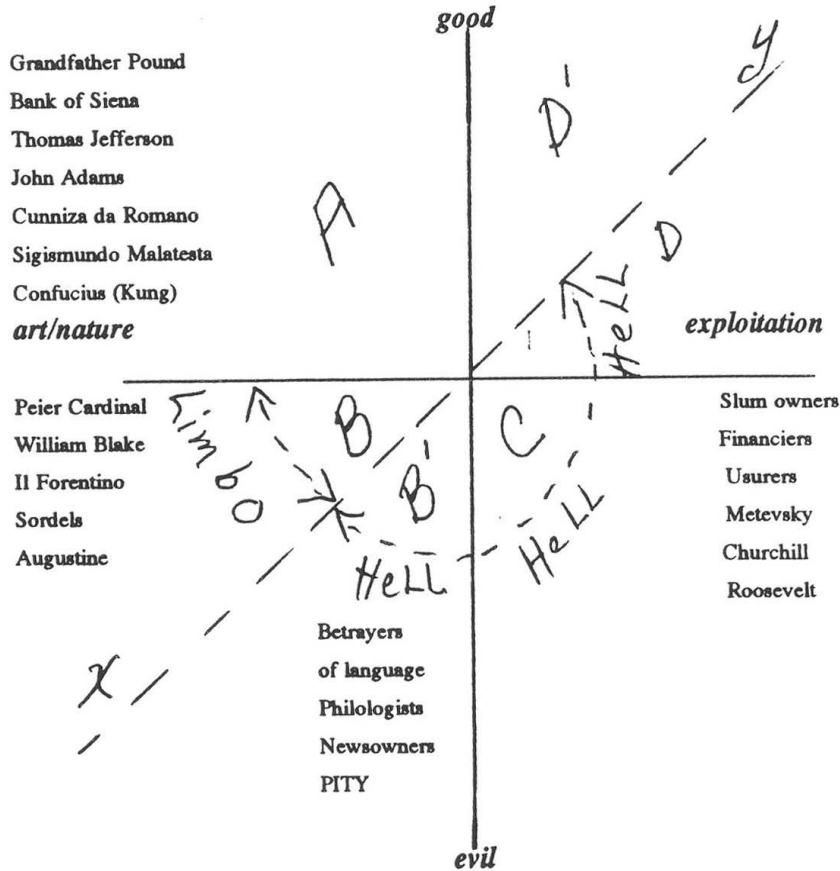 good
y
Grandfather Pound
Bank of Siena
D'
Thomas Jefferson
John Adams
A
Cunniza da Romano
D
Sigismundo Malatesta
Confucius (Kung)
HeLL
art/nature
exploitation
Peier Cardinal
Slum owners
LimbO
B
C
William Blake
Financiers
Il Forentino
B'
Usurers
Sordels
Metevsky
HeLL
Augustine
Churchill
HeLL
Roosevelt
Betrayers
of language
X
Philologists
Newsowners
PITY
evil